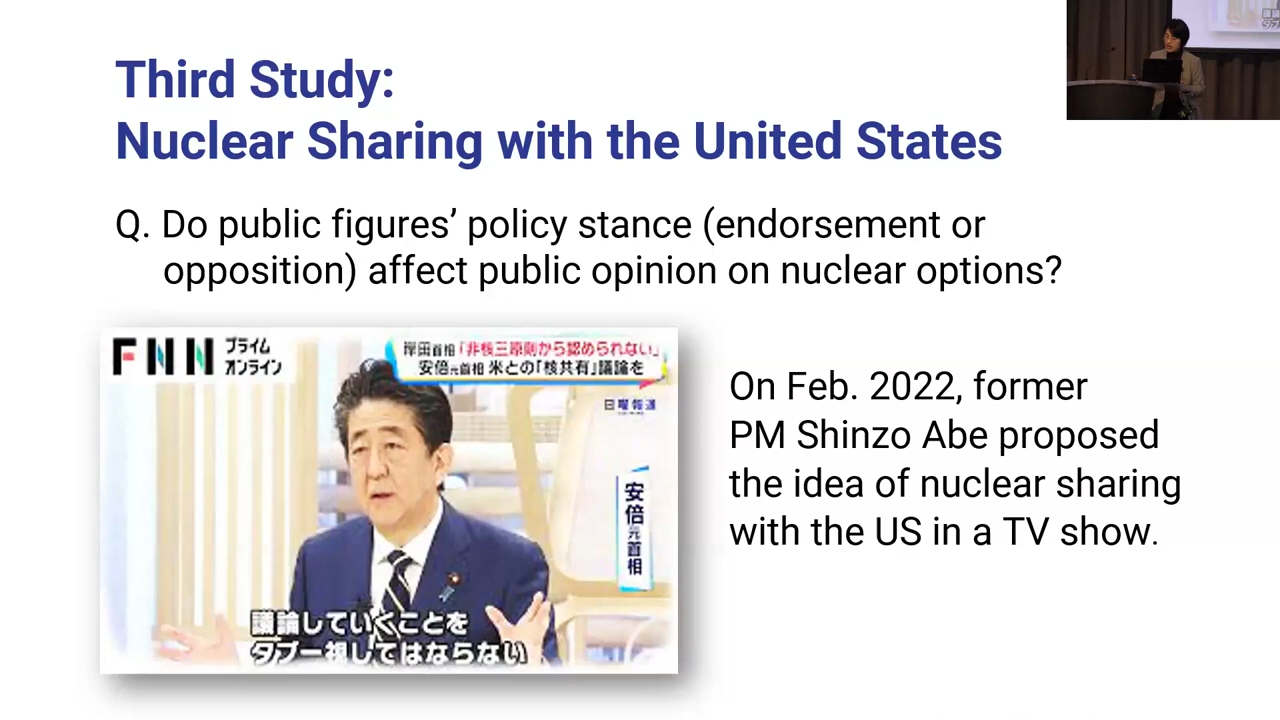 Third Study:
Nuclear Sharing with the United States
Q. Do public figures’ policy stance (endorsement or
opposition) affect public opinion on nuclear options?
FNN
プライム
オンライン
岸田首相「非核三原則から認められない」
安倍元首相 米との「核共有」議論を
日曜報道
安倍元首相
議論していくことを
タブー視してはならない
On Feb. 2022, former
PM Shinzo Abe proposed
the idea of nuclear sharing
with the US in a TV show.